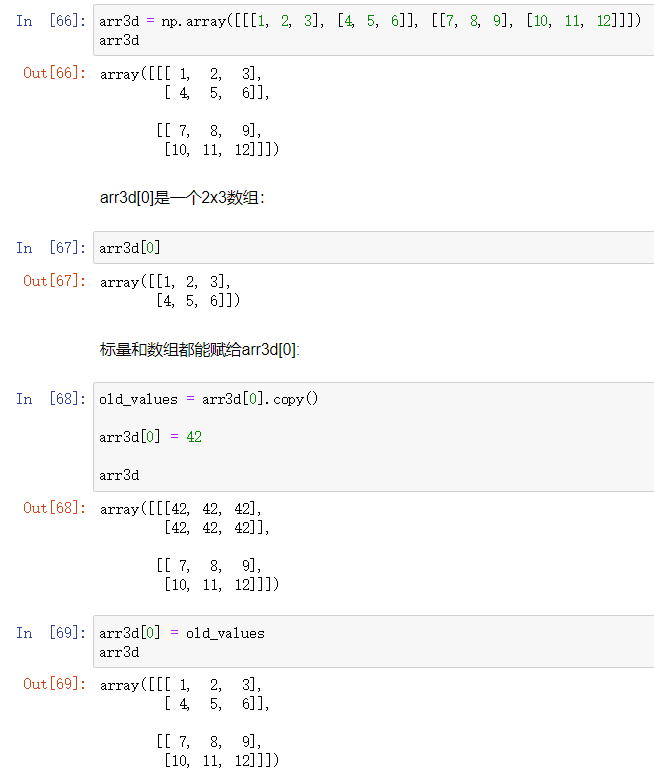 In [66]: arr3d = np.array([[[1, 2, 3], [4, 5, 6]], [[7, 8, 9], [10, 11, 12]]])
arr3d
Out[66]: array([[[ 1, 2, 3],
[ 4, 5, 6]],
[[ 7, 8, 9],
[10, 11, 12]]])
arr3d[0]是一个2x3数组：
In [67]: arr3d[0]
Out[67]: array([[1, 2, 3],
[4, 5, 6]])
标量和数组都能赋给arr3d[0]:
In [68]: old_values = arr3d[0].copy()
arr3d[0] = 42
arr3d
Out[68]: array([[[42, 42, 42],
[42, 42, 42]],
[[ 7, 8, 9],
[10, 11, 12]]])
In [69]: arr3d[0] = old_values
arr3d
Out[69]: array([[[ 1, 2, 3],
[ 4, 5, 6]],
[[ 7, 8, 9],
[10, 11, 12]]])